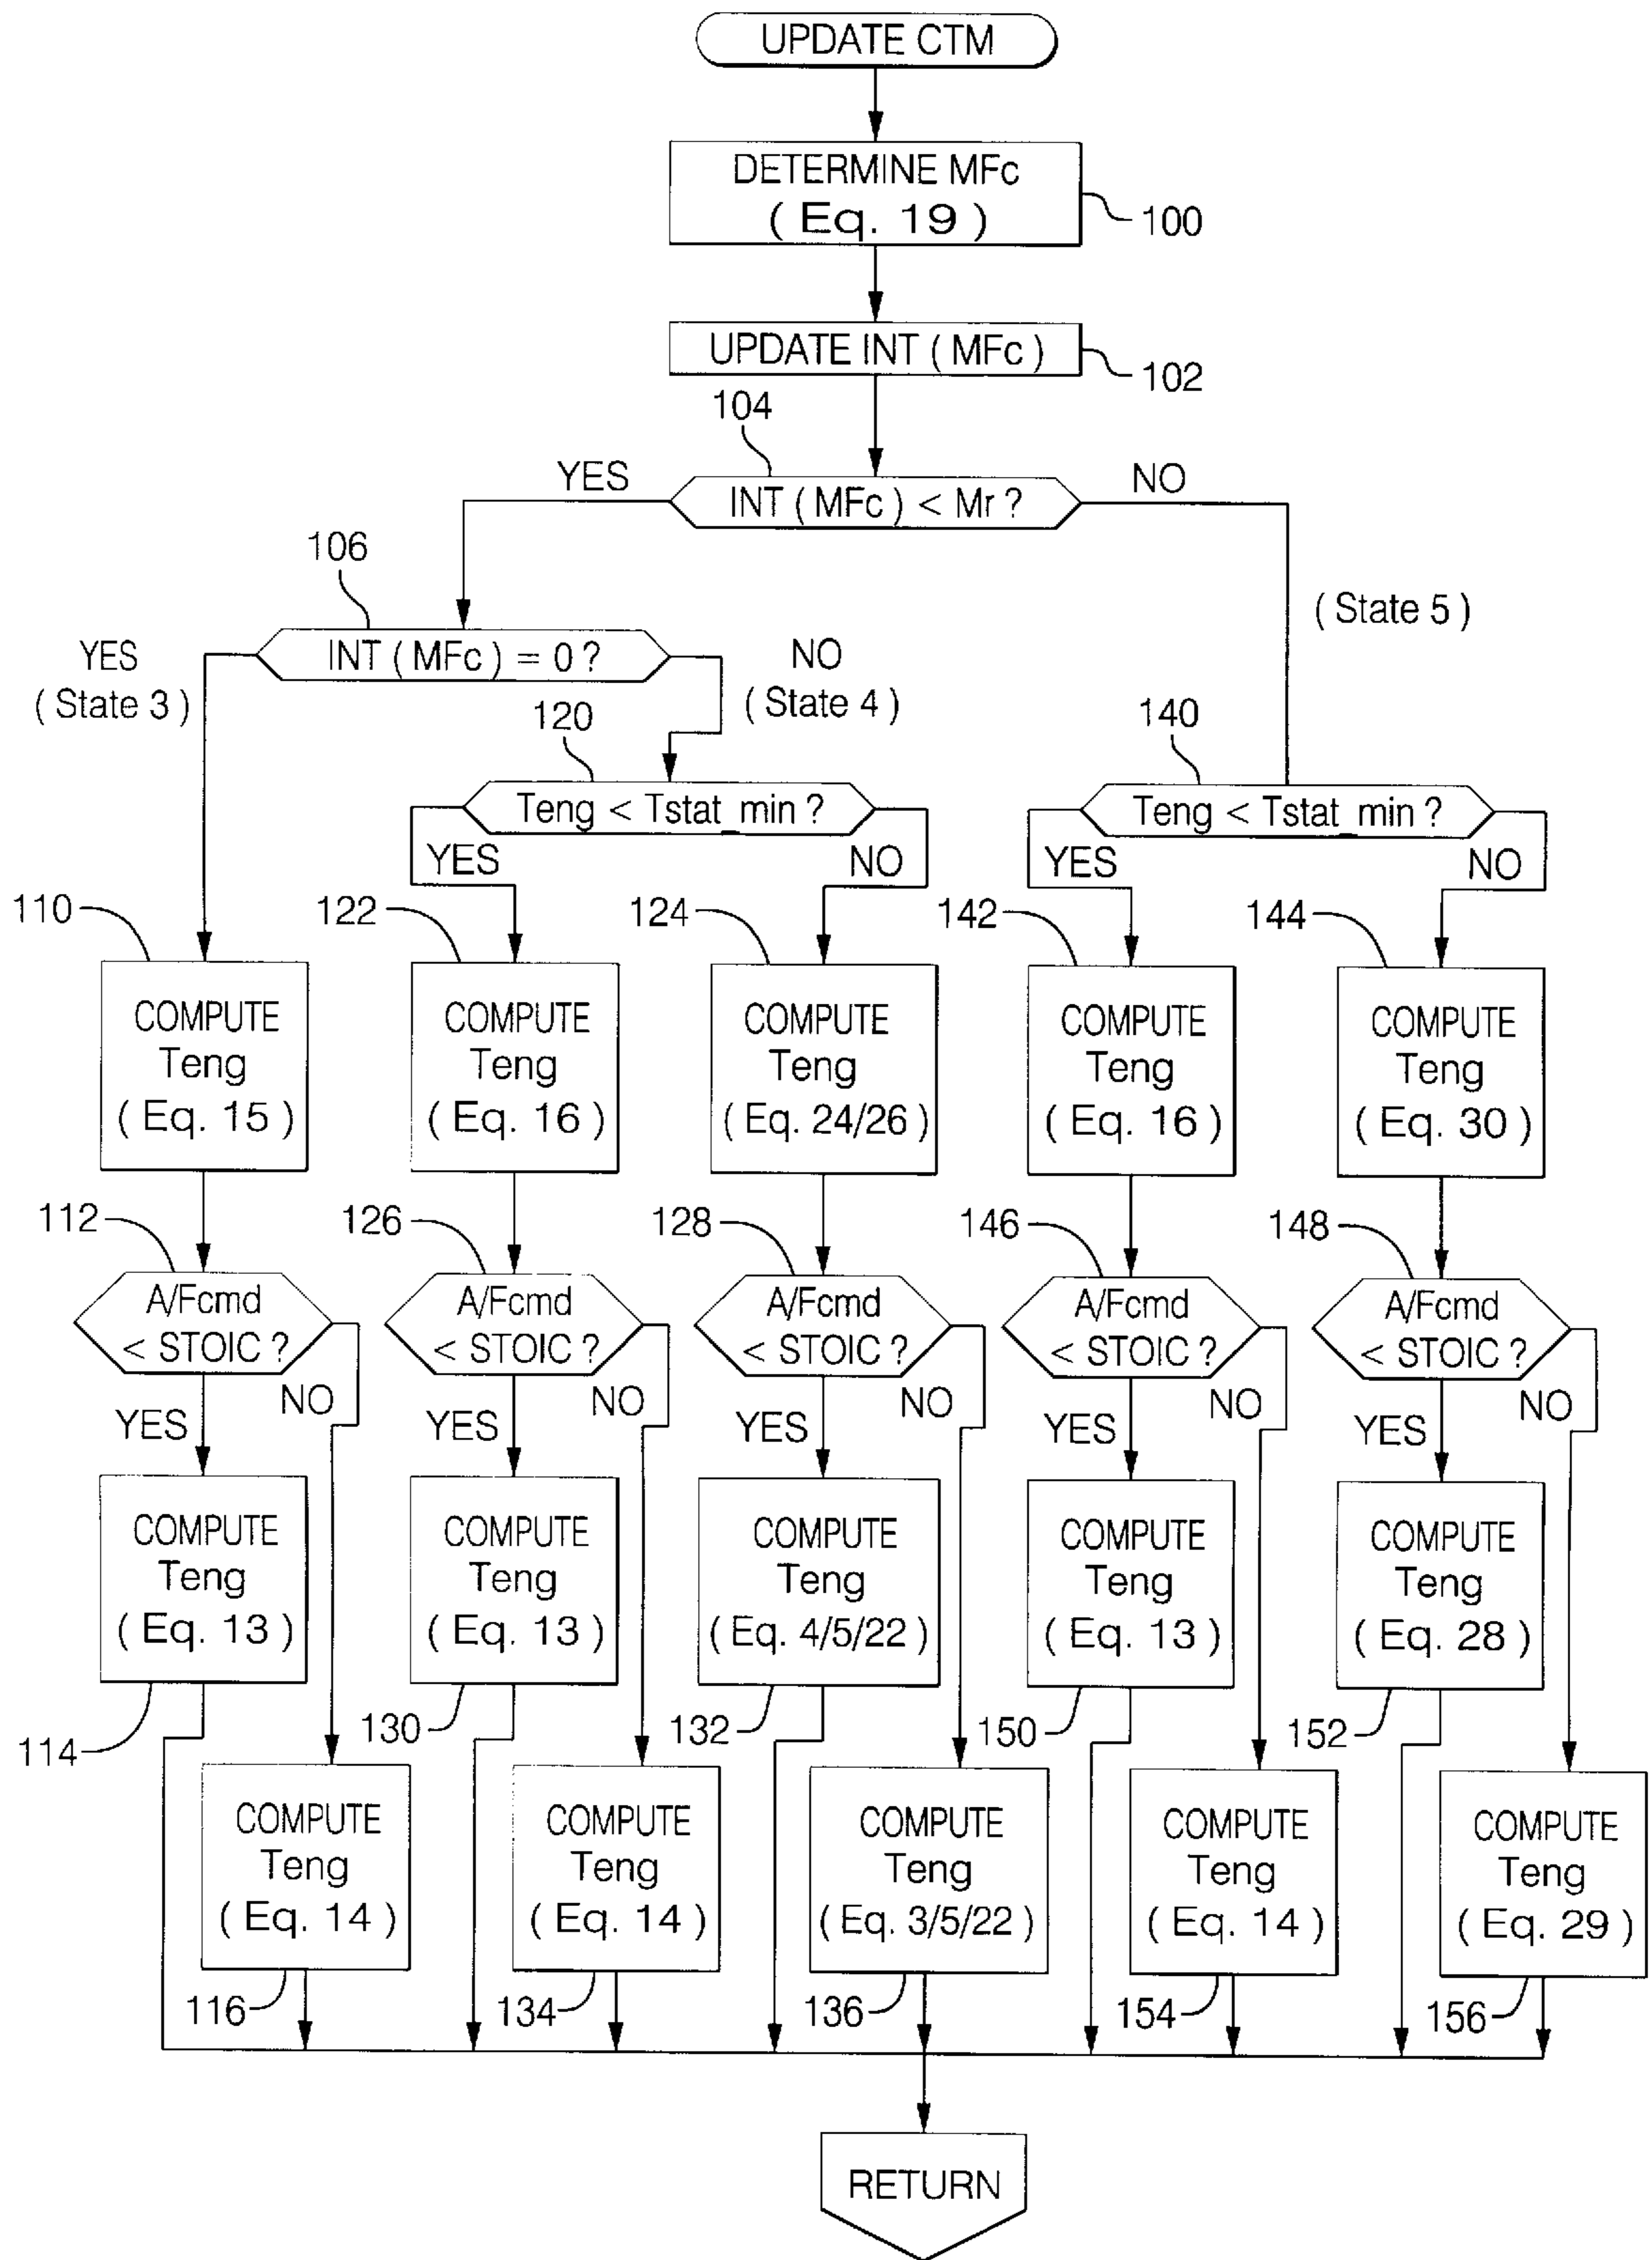 UPDATE CTM
DETERMINE MFc
( Eq. 19 )
100
UPDATE INT ( MFc )
102
104
YES
INT ( MFc ) < Mr ?
NO
106
( State 5 )
YES
( State 3 )
INT ( MFc ) = 0 ?
NO
( State 4 )
120
140
Teng < Tstat_min ?
Teng < Tstat_min ?
YES
NO
YES
NO
110
122
124
142
144
COMPUTE
Teng
( Eq. 15 )
COMPUTE
Teng
( Eq. 16 )
COMPUTE
Teng
( Eq. 24/26 )
COMPUTE
Teng
( Eq. 16 )
COMPUTE
Teng
( Eq. 30 )
112
126
128
146
148
A/Fcmd
< STOIC ?
A/Fcmd
< STOIC ?
A/Fcmd
< STOIC ?
A/Fcmd
< STOIC ?
A/Fcmd
< STOIC ?
YES
NO
YES
NO
YES
NO
YES
NO
YES
NO
COMPUTE
Teng
( Eq. 13 )
COMPUTE
Teng
( Eq. 13 )
COMPUTE
Teng
( Eq. 4/5/22 )
COMPUTE
Teng
( Eq. 13 )
COMPUTE
Teng
( Eq. 28 )
114
130
132
150
152
COMPUTE
Teng
( Eq. 14 )
COMPUTE
Teng
( Eq. 14 )
COMPUTE
Teng
( Eq. 3/5/22 )
COMPUTE
Teng
( Eq. 14 )
COMPUTE
Teng
( Eq. 29 )
116
134
136
154
156
RETURN